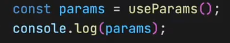 const params = useParams();
console.log(params);